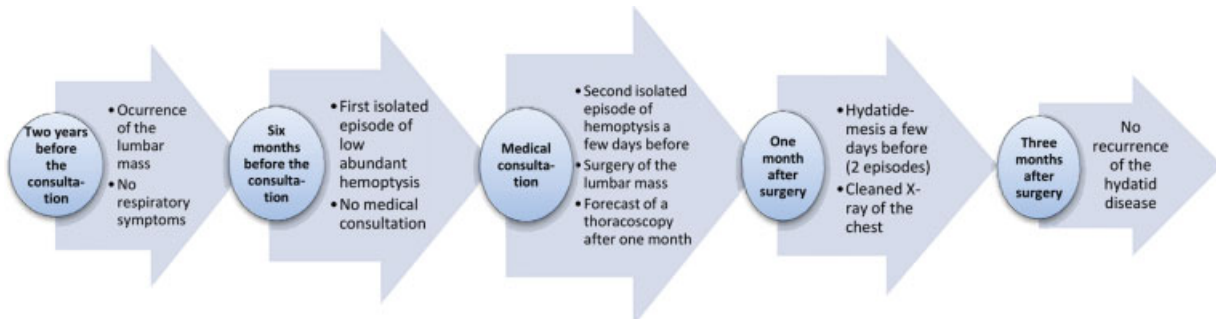 Two years
before
the
consulta-
tion
• Ocurrence
of the
lumbar
mass
• No
respiratory
symptoms
Six
months
before the
consulta-
tion
• First isolated
episode of
low
abundant
hemoptysis
• No medical
consultation
Medical
consulta-
tion
• Second isolated
episode of
hemoptysis a
few days before
• Surgery of the
lumbar mass
• Forecast of a
thoracoscopy
after one month
One
month
after
surgery
• Hydatide-
mesis a few
days before
(2 episodes)
• Cleaned X-
ray of the
chest
Three
months
after
surgery
No
recurrence
of the
hydatid
disease